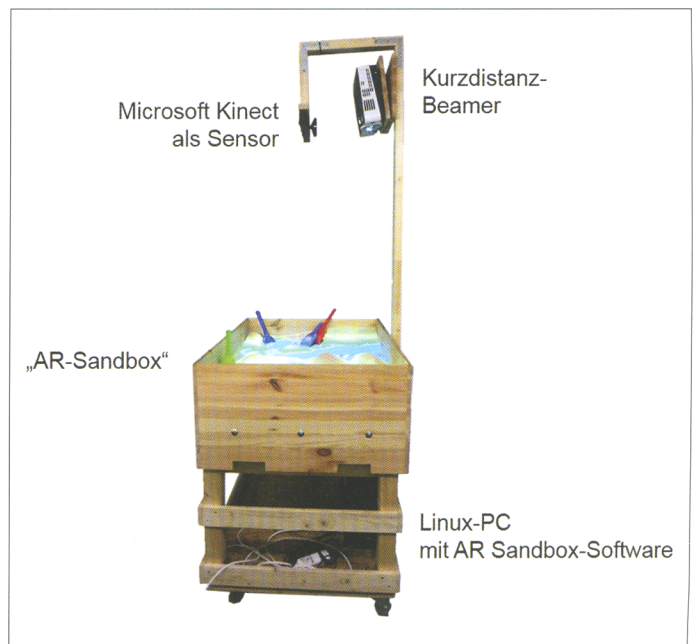 Kurzdistanz-
Beamer
Microsoft Kinect
als Sensor
„AR-Sandbox“
Linux-PC
mit AR Sandbox-Software